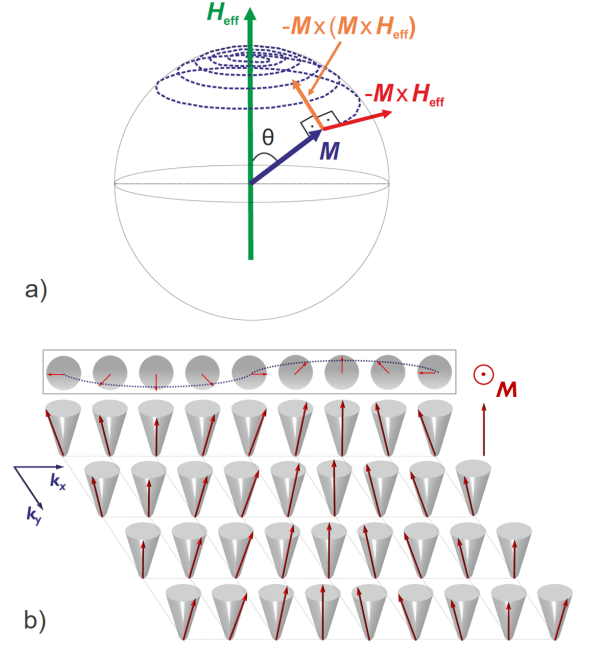 H_eff
-M x (M x H_eff)
-M x H_eff
θ
M
a)
M
k_x
k_y
b)